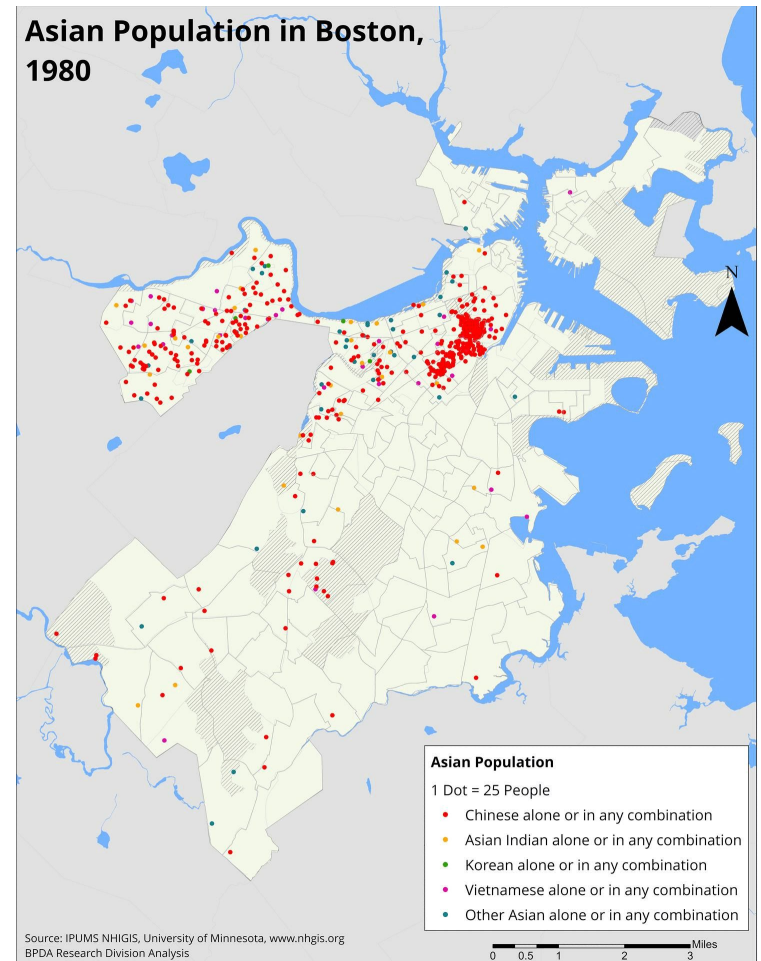 Asian Population in Boston,
1980
N
Asian Population
1 Dot = 25 People
Chinese alone or in any combination
Asian Indian alone or in any combination
Korean alone or in any combination
Vietnamese alone or in any combination
Other Asian alone or in any combination
Source: IPUMS NHIGIS, University of Minnesota, www.nhgis.org
BPDA Research Division Analysis
Miles
0 0.5 1 2 3